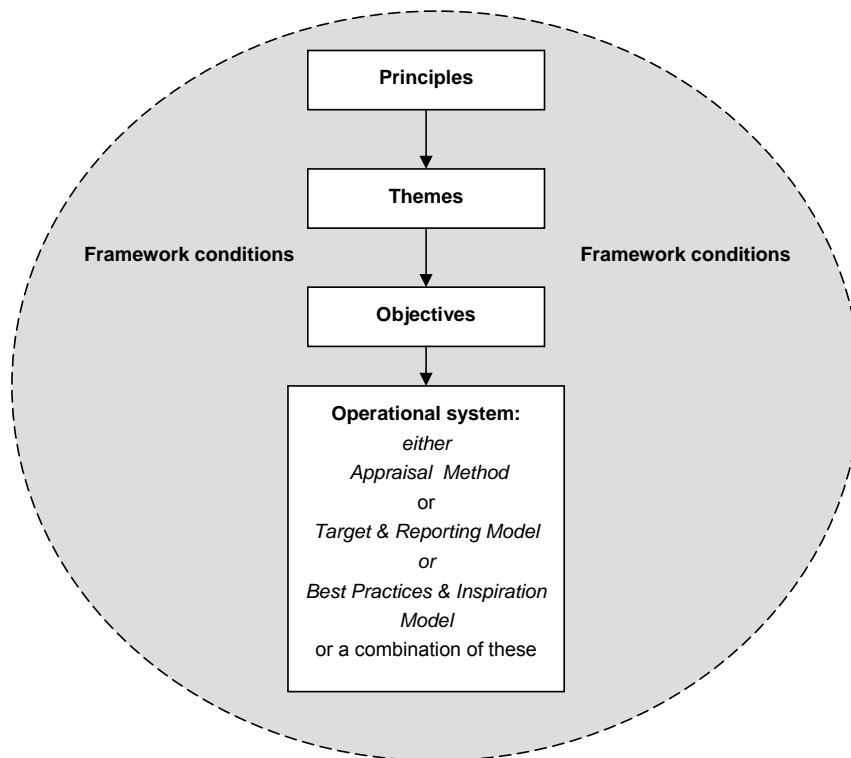 Principles
Themes
Framework conditions
Framework conditions
Objectives
Operational system:
either
Appraisal Method
or
Target & Reporting Model
or
Best Practices & Inspiration
Model
or a combination of these